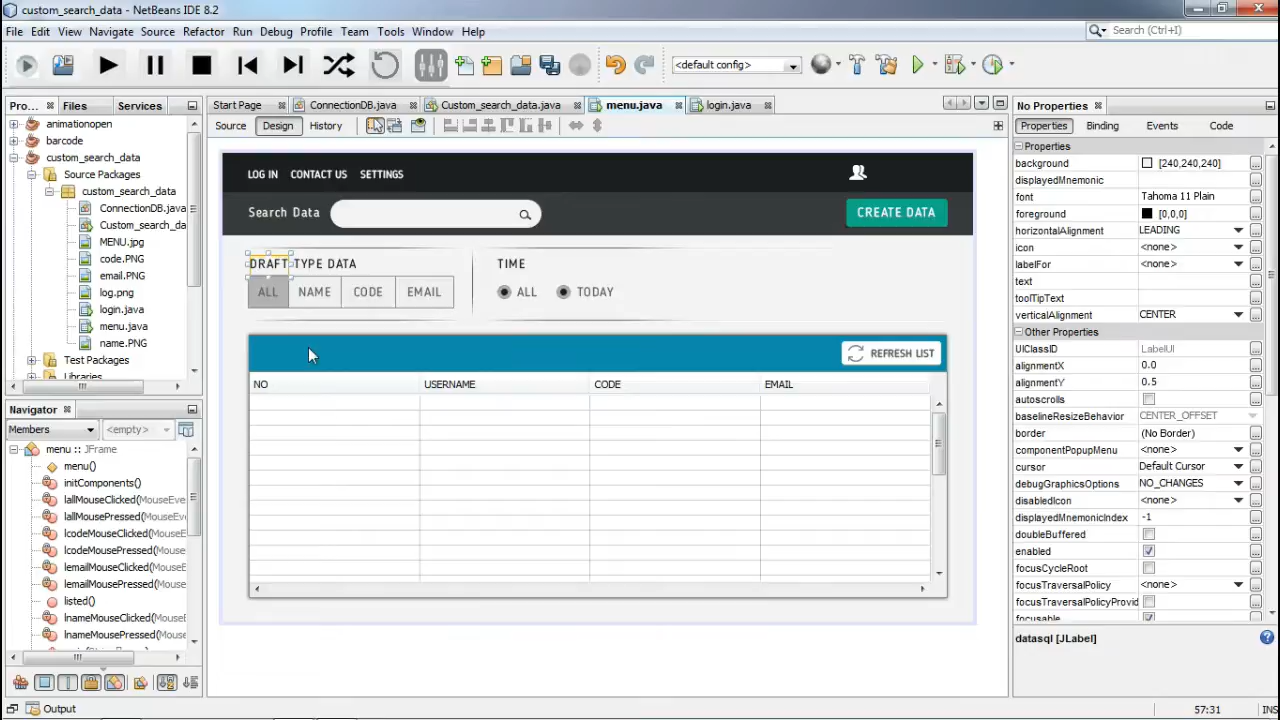 custom_search_data - NetBeans IDE 8.2
File Edit View Navigate Source Refactor Run Debug Profile Team Tools Window Help
Search (Ctrl+I)
<default config>
Pro... Files Services
Start Page ConnectionDB.java Custom_search_data.java menu.java login.java
No Properties
Source Design History
Properties Binding Events Code
animationopen
barcode
custom_search_data
Source Packages
custom_search_data
ConnectionDB.java
Custom_search_da
MENU.jpg
code.PNG
email.PNG
log.png
login.java
menu.java
name.PNG
Test Packages
Libraries
Navigator
Members <empty>
menu :: JFrame
menu()
initComponents()
lallMouseClicked(MouseEve
lallMousePressed(MouseEve
lcodeMouseClicked(MouseE
lcodeMousePressed(MouseE
lemailMouseClicked(MouseE
lemailMousePressed(Mouse
listed()
lnameMouseClicked(MouseE
lnameMousePressed(Mouse
Output
LOG IN CONTACT US SETTINGS
Search Data
CREATE DATA
DRAFT TYPE DATA
ALL NAME CODE EMAIL
TIME
ALL TODAY
REFRESH LIST
NO USERNAME CODE EMAIL
Properties
background [240,240,240]
displayedMnemonic
font Tahoma 11 Plain
foreground [0,0,0]
horizontalAlignment LEADING
icon <none>
labelFor <none>
text
toolTipText
verticalAlignment CENTER
Other Properties
UIClassID LabelUI
alignmentX 0.0
alignmentY 0.5
autoscrolls
baselineResizeBehavior CENTER_OFFSET
border (No Border)
componentPopupMenu <none>
cursor Default Cursor
debugGraphicsOptions NO_CHANGES
disabledIcon <none>
displayedMnemonicIndex -1
doubleBuffered
enabled
focusCycleRoot
focusTraversalPolicy <none>
focusTraversalPolicyProvid
focusable
datasql [JLabel]
57:31 INS